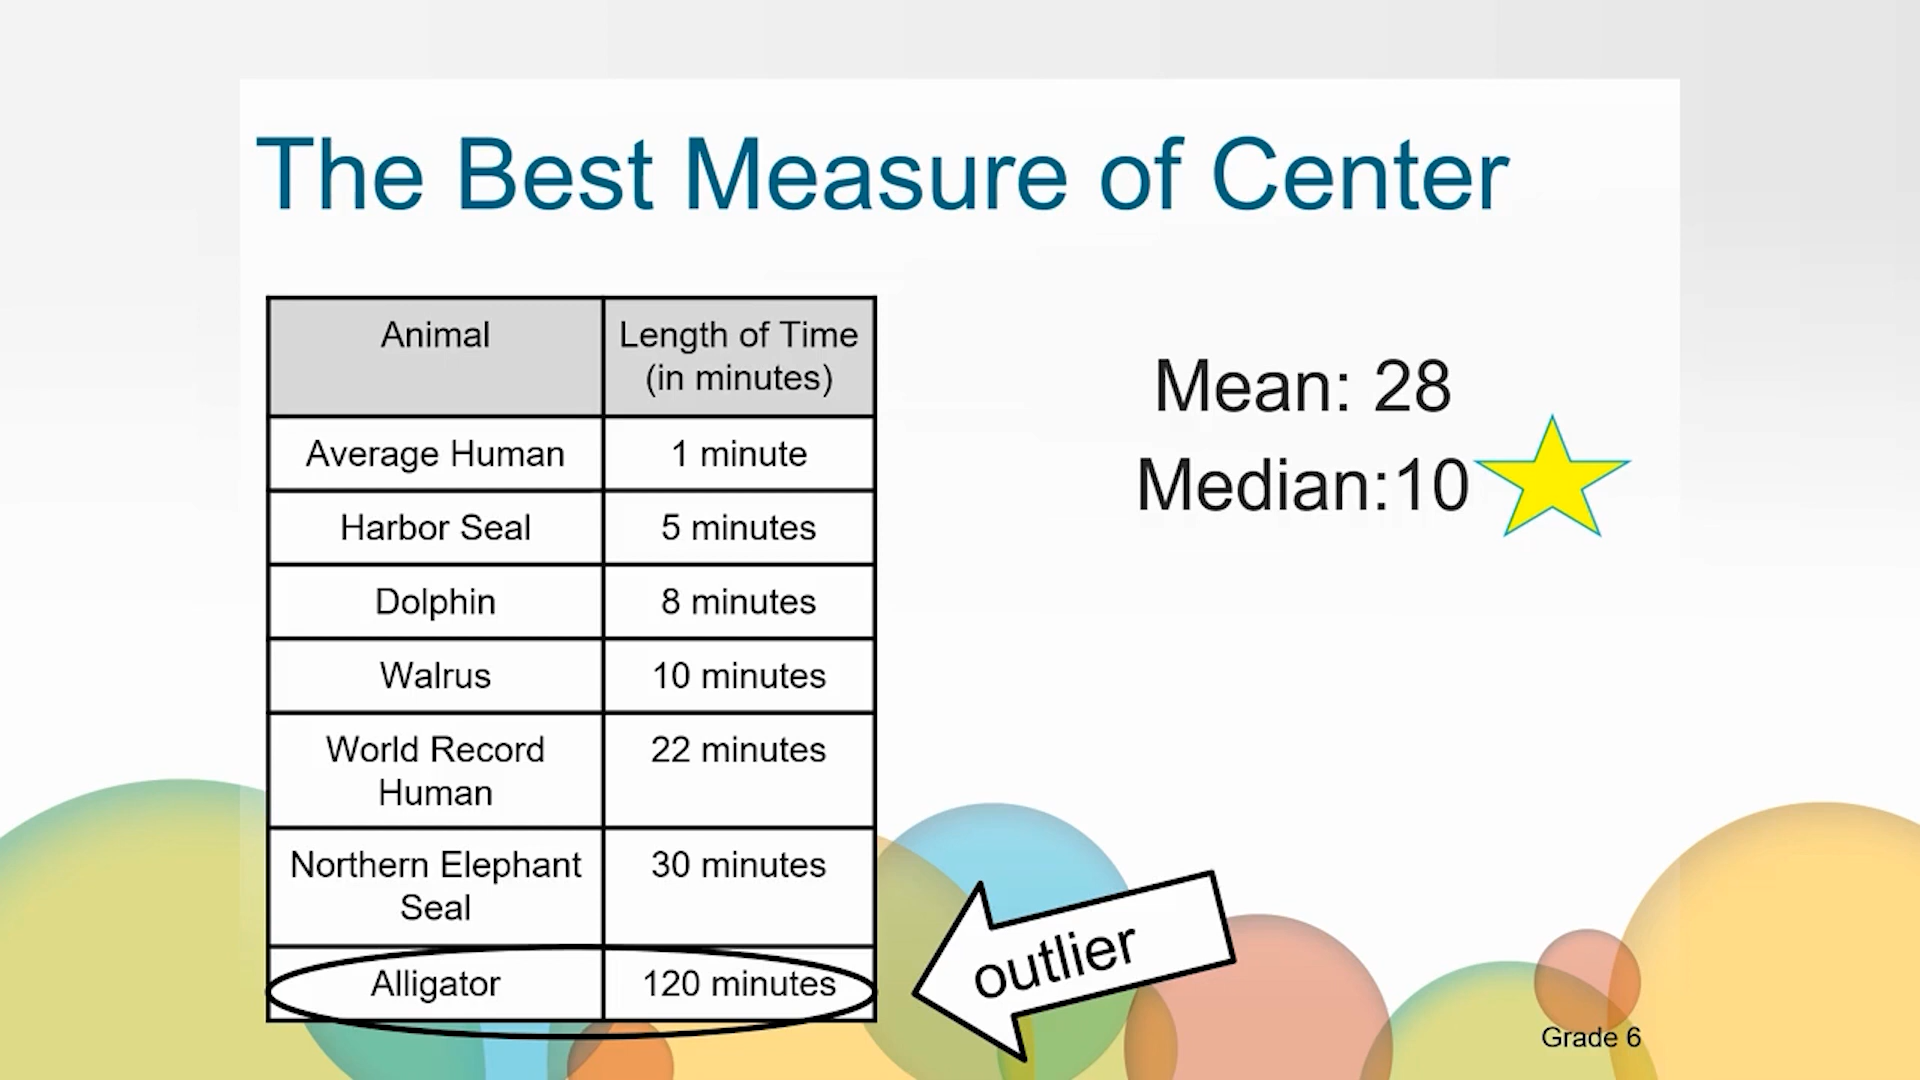 The Best Measure of Center
Animal
Length of Time
(in minutes)
Average Human
1 minute
Harbor Seal
5 minutes
Dolphin
8 minutes
Walrus
10 minutes
World Record
Human
22 minutes
Northern Elephant
Seal
30 minutes
Alligator
120 minutes
Mean: 28
Median:10
outlier
Grade 6